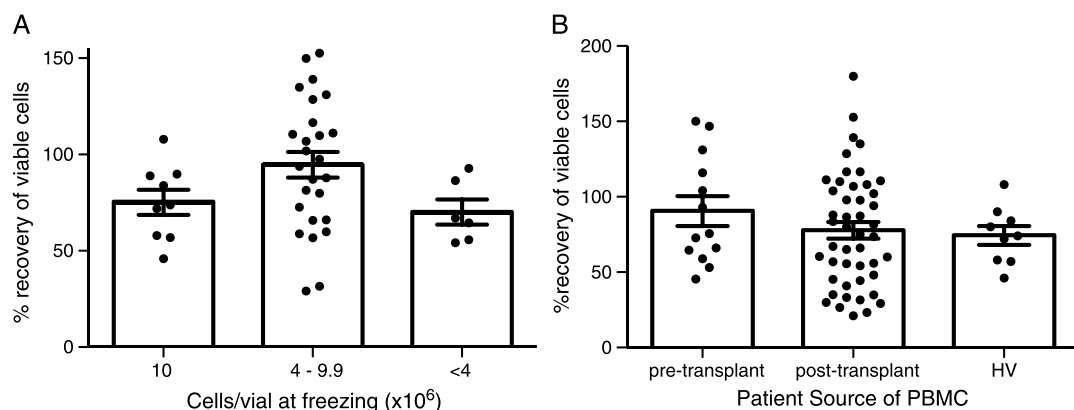 A
% recovery of viable cells
150
100
50
0
10
4 - 9.9
<4
Cells/vial at freezing (x10⁶)
B
%recovery of viable cells
200
150
100
50
0
pre-transplant
post-transplant
HV
Patient Source of PBMC